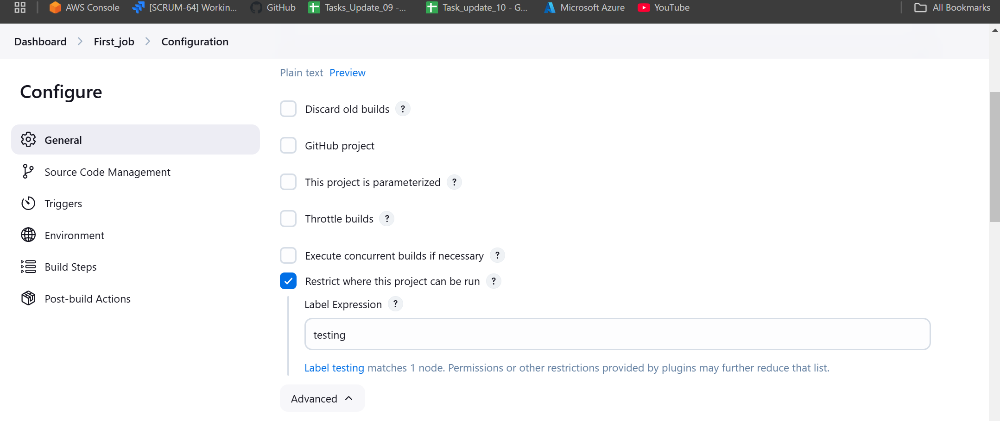 AWS Console [SCRUM-64] Workin... GitHub Tasks_Update_09 -... Task_update_10 - G... Microsoft Azure YouTube All Bookmarks
Dashboard First_job Configuration
Plain text Preview
Configure
Discard old builds ?
General
GitHub project
Source Code Management
This project is parameterized ?
Triggers
Throttle builds ?
Environment
Execute concurrent builds if necessary ?
Build Steps
Restrict where this project can be run ?
Post-build Actions
Label Expression ?
testing
Label testing matches 1 node. Permissions or other restrictions provided by plugins may further reduce that list.
Advanced